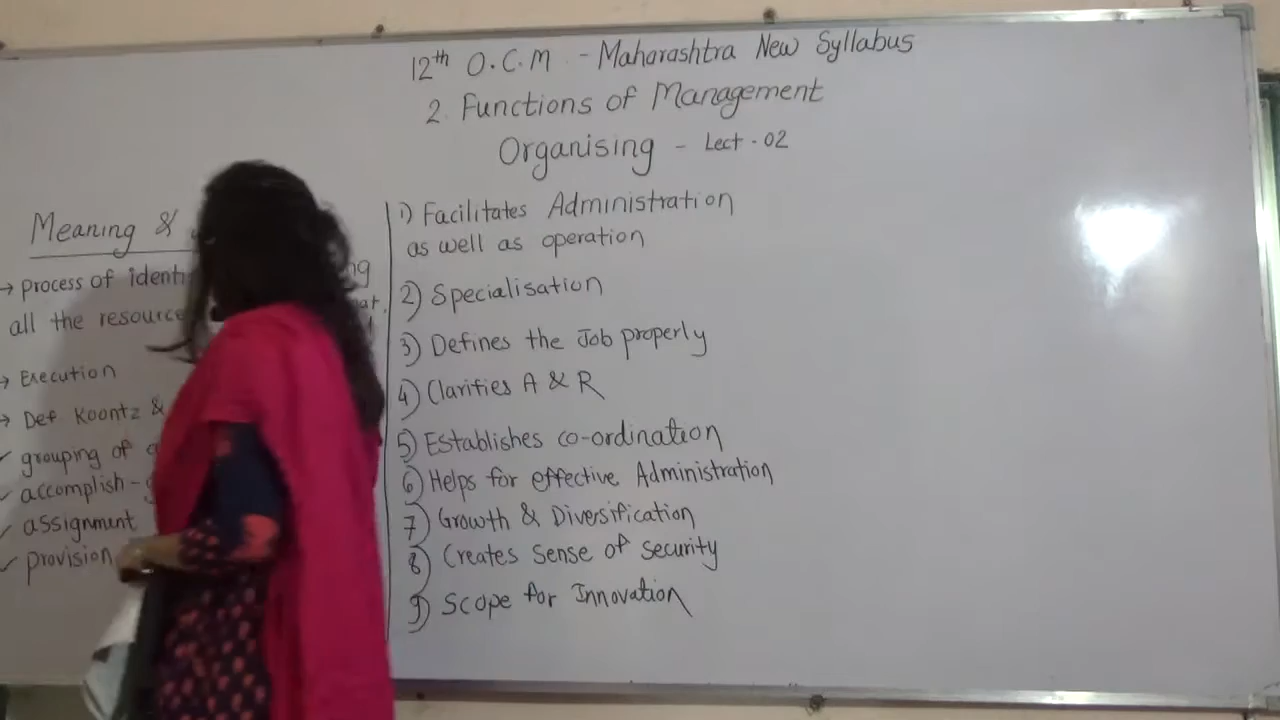 12th O.C.M - Maharashtra New Syllabus
2. Functions of Management
Organising - Lect - 02
Meaning &
→ process of
all the
→ Execution
→ Def. Koontz &
✓ grouping of
✓ accomplish -
✓ assignment
✓ provision
1) Facilitates Administration
as well as operation
2) Specialisation
3) Defines the Job properly
4) Clarifies A & R
5) Establishes co-ordination
6) Helps for effective Administration
7) Growth & Diversification
8) Creates sense of security
9) Scope for Innovation